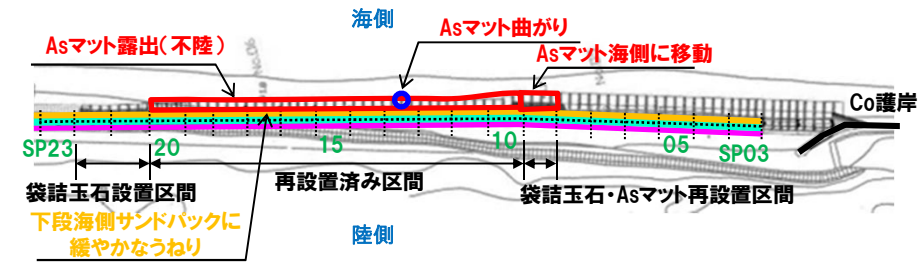 海側
Asマット曲がり
Asマット露出(不陸)
Asマット海側に移動
No.06
Co護岸
SP23
20
15
10
05
SP03
袋詰玉石設置区間
再設置済み区間
袋詰玉石・Asマット再設置区間
下段海側サンドパックに
緩やかなうねり
陸側